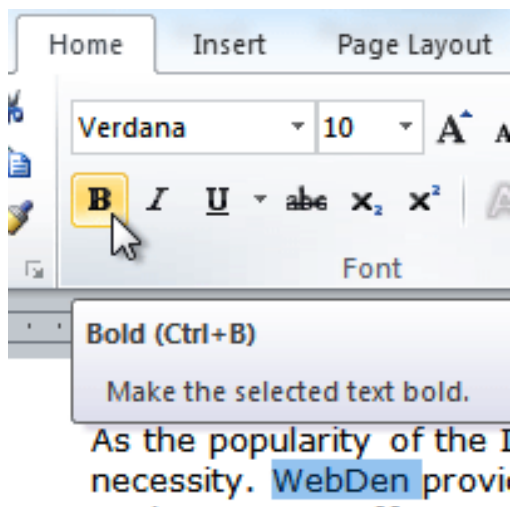 Home Insert Page Layout
Verdana 10 A A
B I U abc x₂ x²
Font
Bold (Ctrl+B)
Make the selected text bold.
As the popularity of the
necessity. WebDen